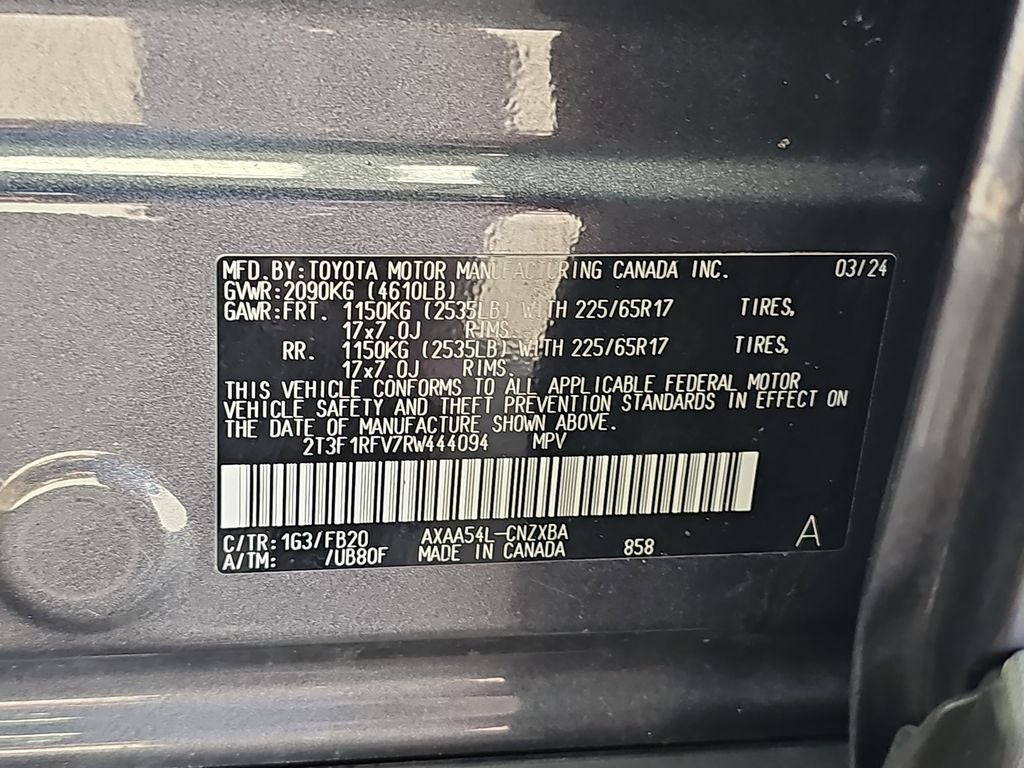 MFD.BY:TOYOTA MOTOR MANUFACTURING CANADA INC. 03/24
GVWR:2090KG (4610LB)
GAWR:FRT. 1150KG (2535LB) WITH 225/65R17 TIRES,
17x7.0J RIMS.
RR. 1150KG (2535LB) WITH 225/65R17 TIRES,
17x7.0J RIMS.
THIS VEHICLE CONFORMS TO ALL APPLICABLE FEDERAL MOTOR
VEHICLE SAFETY AND THEFT PREVENTION STANDARDS IN EFFECT ON
THE DATE OF MANUFACTURE SHOWN ABOVE.
2T3F1RFV7RW444094 MPV
C/TR:1G3/FB20 AXAA54L-CNZXBA
A/TM: /UB80F MADE IN CANADA 858 A